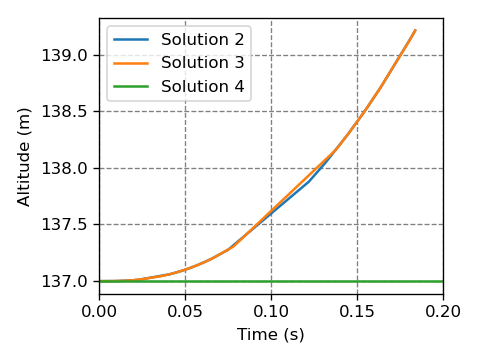 Solution 2
Solution 3
Solution 4
Altitude (m)
139.0
138.5
138.0
137.5
137.0
0.00 0.05 0.10 0.15 0.20
Time (s)